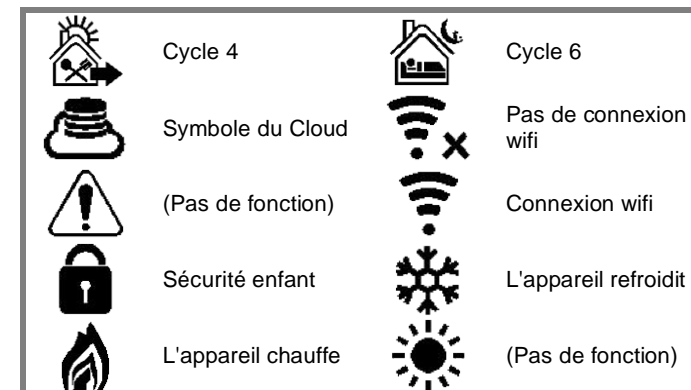 Cycle 4
Cycle 6
Symbole du Cloud
Pas de connexion
wifi
(Pas de fonction)
Connexion wifi
Sécurité enfant
L'appareil refroidit
L'appareil chauffe
(Pas de fonction)